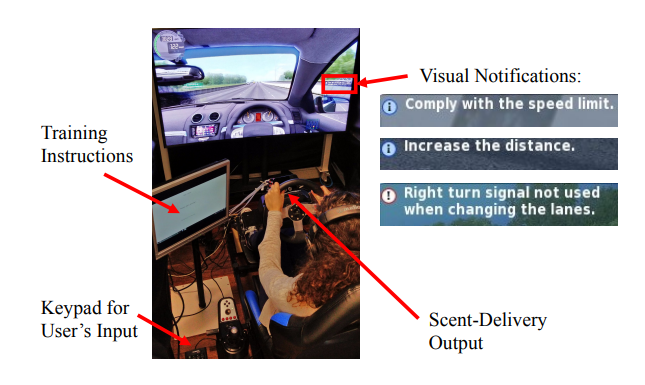 Visual Notifications:
Comply with the speed limit.
Increase the distance.
Right turn signal not used
when changing the lanes.
Training
Instructions
Keypad for
User's Input
Scent-Delivery
Output